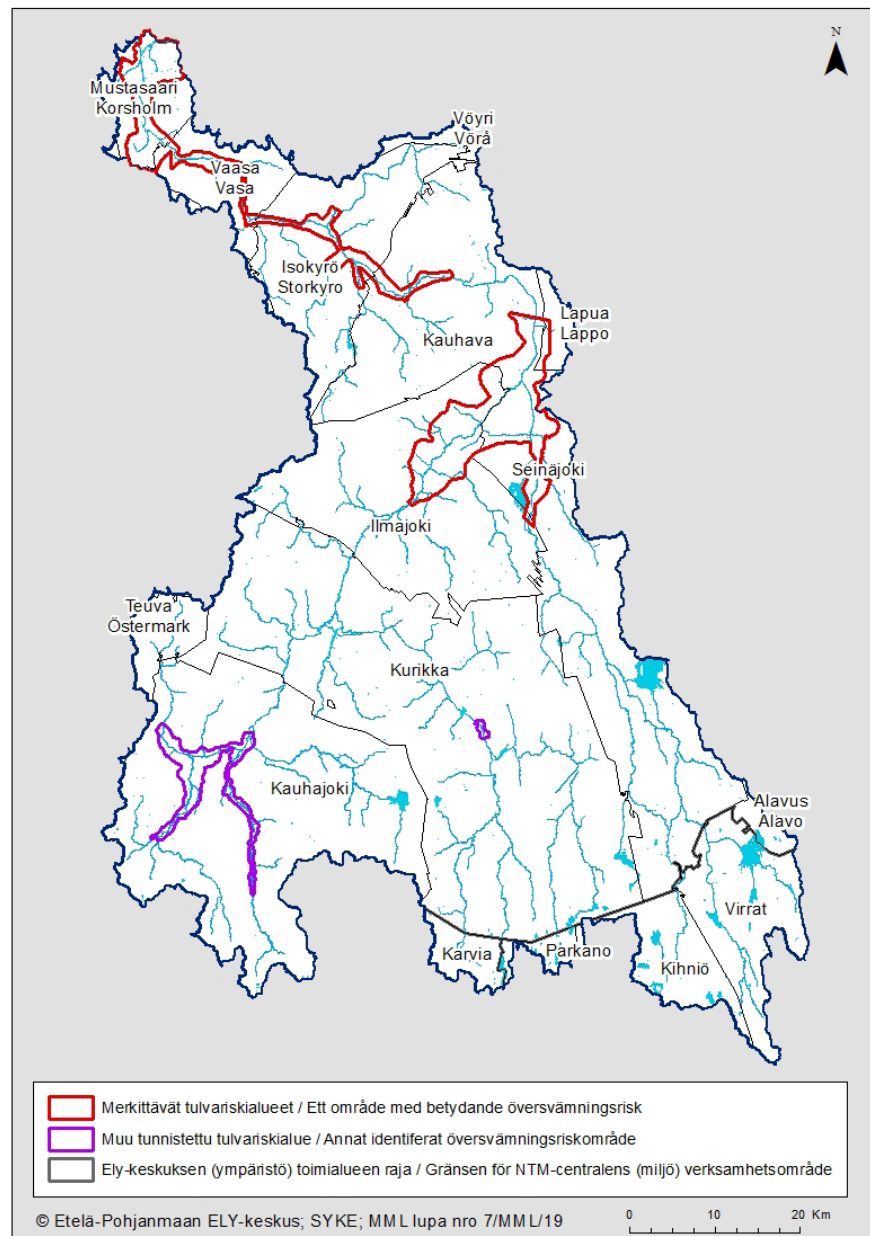 N
Mustasaari
Korsholm
Vöyri
Vörå
Vaasa
Vasa
Isokyrö
Storkyro
Lapua
Lappo
Kauhava
Seinäjoki
Ilmajoki
Teuva
Östermark
Kurikka
Kauhajoki
Alavus
Alavo
Virrat
Karvia
Parkano
Kihniö
Merkittävät tulvariskialueet / Ett område med betydande översvämningsrisk
Muu tunnistettu tulvariskialue / Annat identiferat översvämningsriskområde
Ely-keskuksen (ympäristö) toimialueen raja / Gränsen för NTM-centralens (miljö) verksamhetsområde
© Etelä-Pohjanmaan ELY-keskus; SYKE; MML lupa nro 7/MML/19
0 10 20 Km